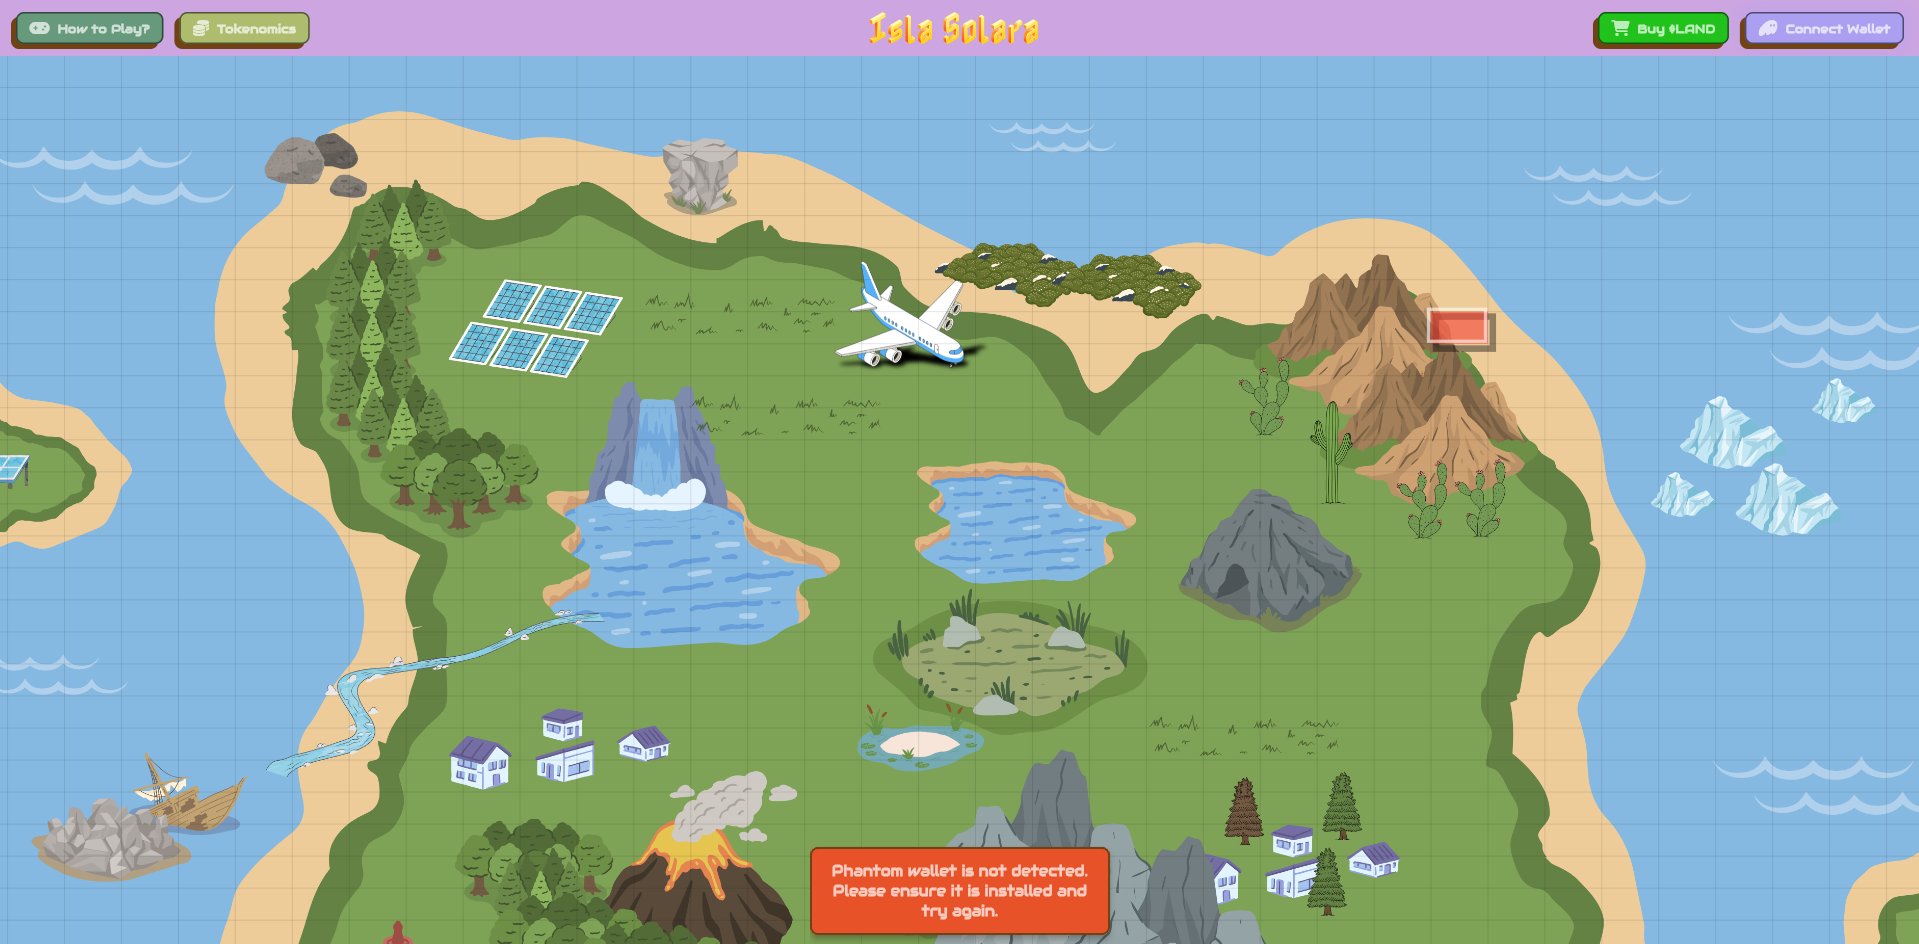 How to Play?
Tokenomics
Isla Solara
Buy $LAND
Connect Wallet
Phantom wallet is not detected.
Please ensure it is installed and
try again.